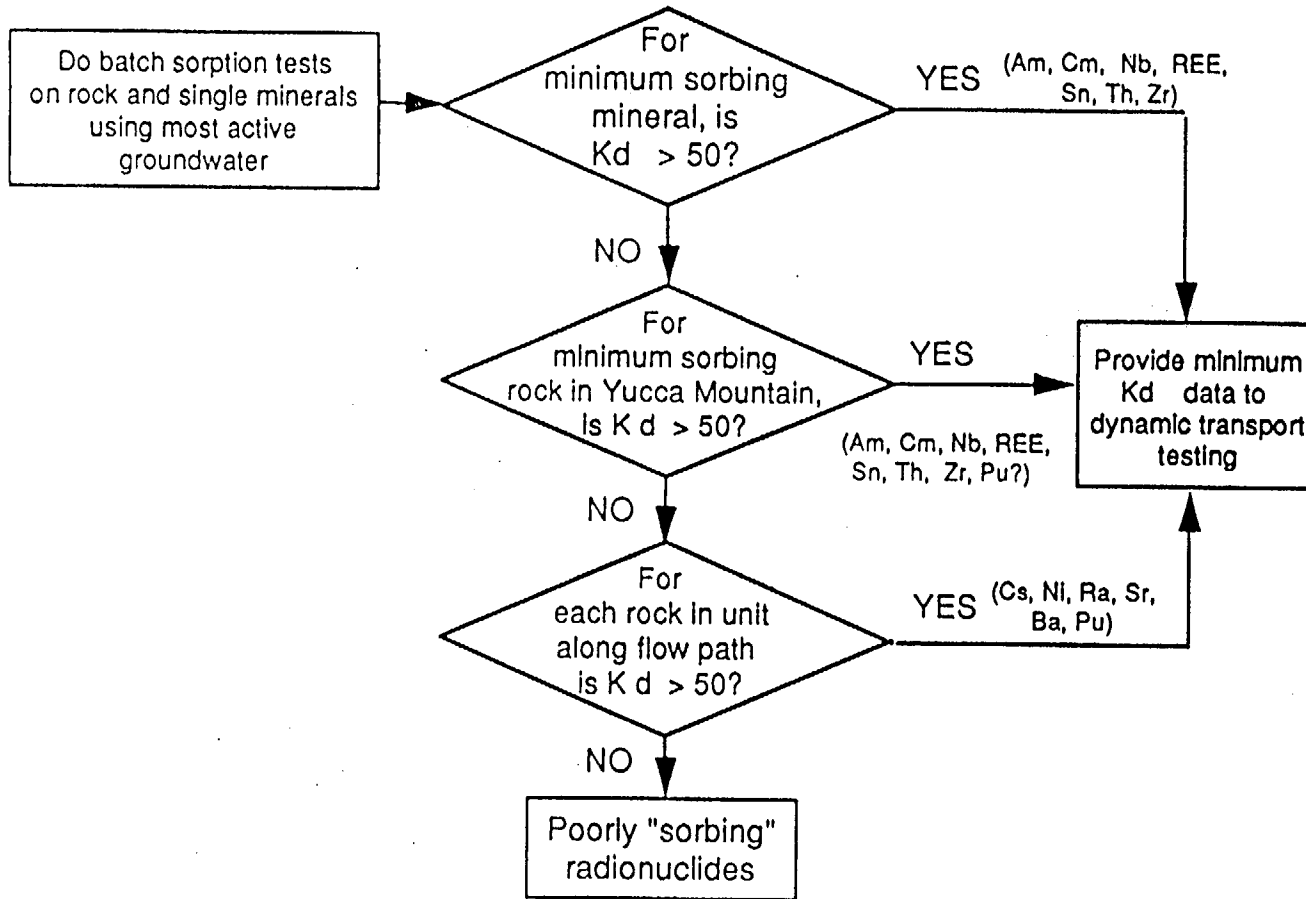 Do batch sorption tests
on rock and single minerals
using most active
groundwater
For
minimum sorbing
mineral, is
Kd > 50?
YES
(Am, Cm, Nb, REE,
Sn, Th, Zr)
NO
For
minimum sorbing
rock in Yucca Mountain,
is K d > 50?
YES
(Am, Cm, Nb, REE,
Sn, Th, Zr, Pu?)
Provide minimum
Kd data to
dynamic transport
testing
NO
For
each rock in unit
along flow path
is K d > 50?
YES
(Cs, Ni, Ra, Sr,
Ba, Pu)
NO
Poorly "sorbing"
radionuclides